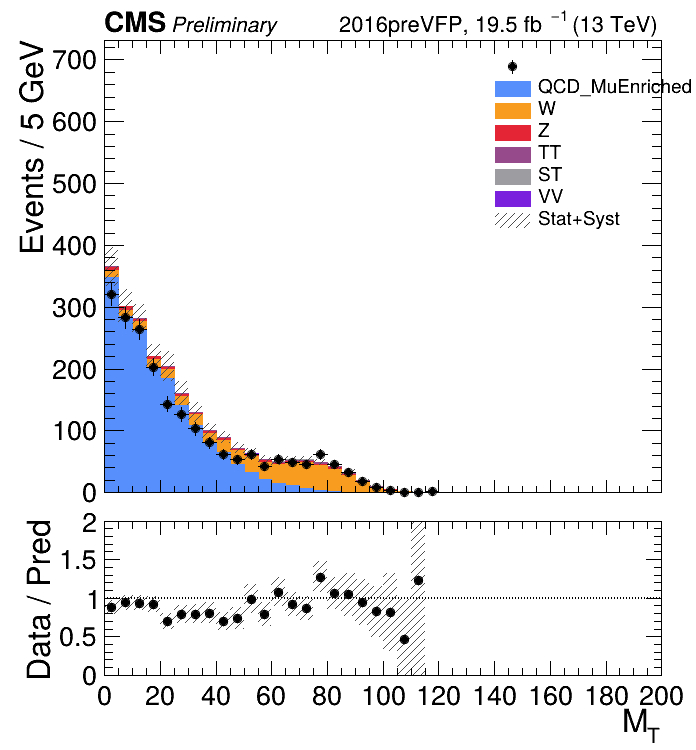 CMS Preliminary 2016preVFP, 19.5 fb⁻¹ (13 TeV)
Events / 5 GeV
700
600
500
400
300
200
100
0
QCD_MuEnriched
W
Z
TT
ST
VV
Stat+Syst
Data / Pred
2
1.5
1
0.5
0
0 20 40 60 80 100 120 140 160 180 200
M_T